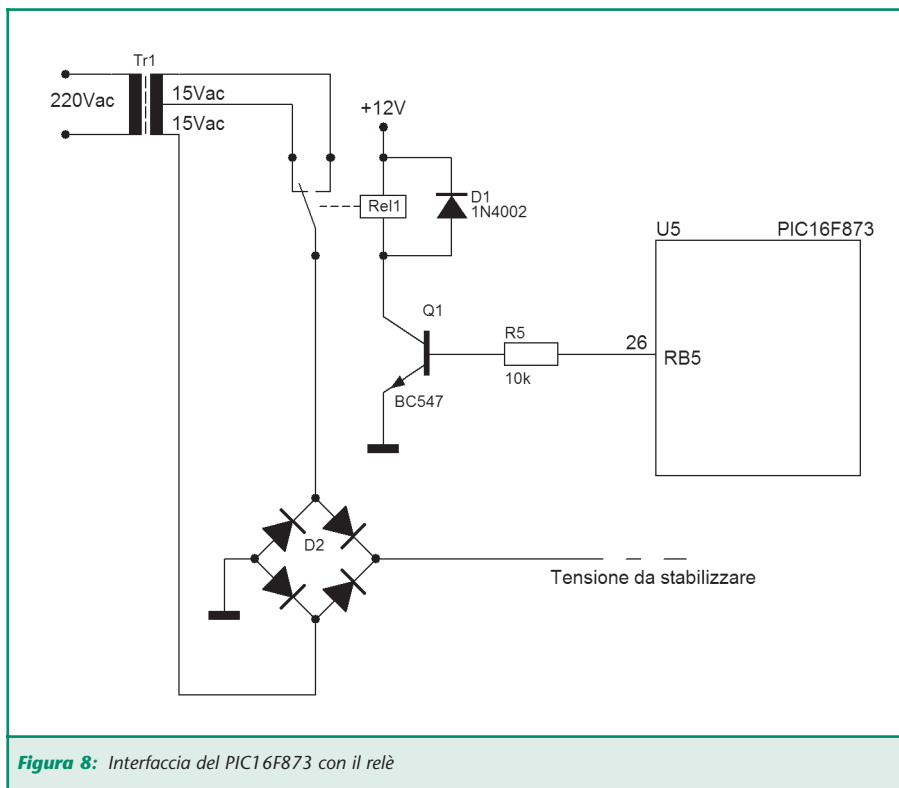 Tr1
220Vac
15Vac
15Vac
+12V
Rel1
D1
1N4002
U5
PIC16F873
Q1
R5
10k
26
RB5
BC547
D2
Tensione da stabilizzare
Figura 8: Interfaccia del PIC16F873 con il relè